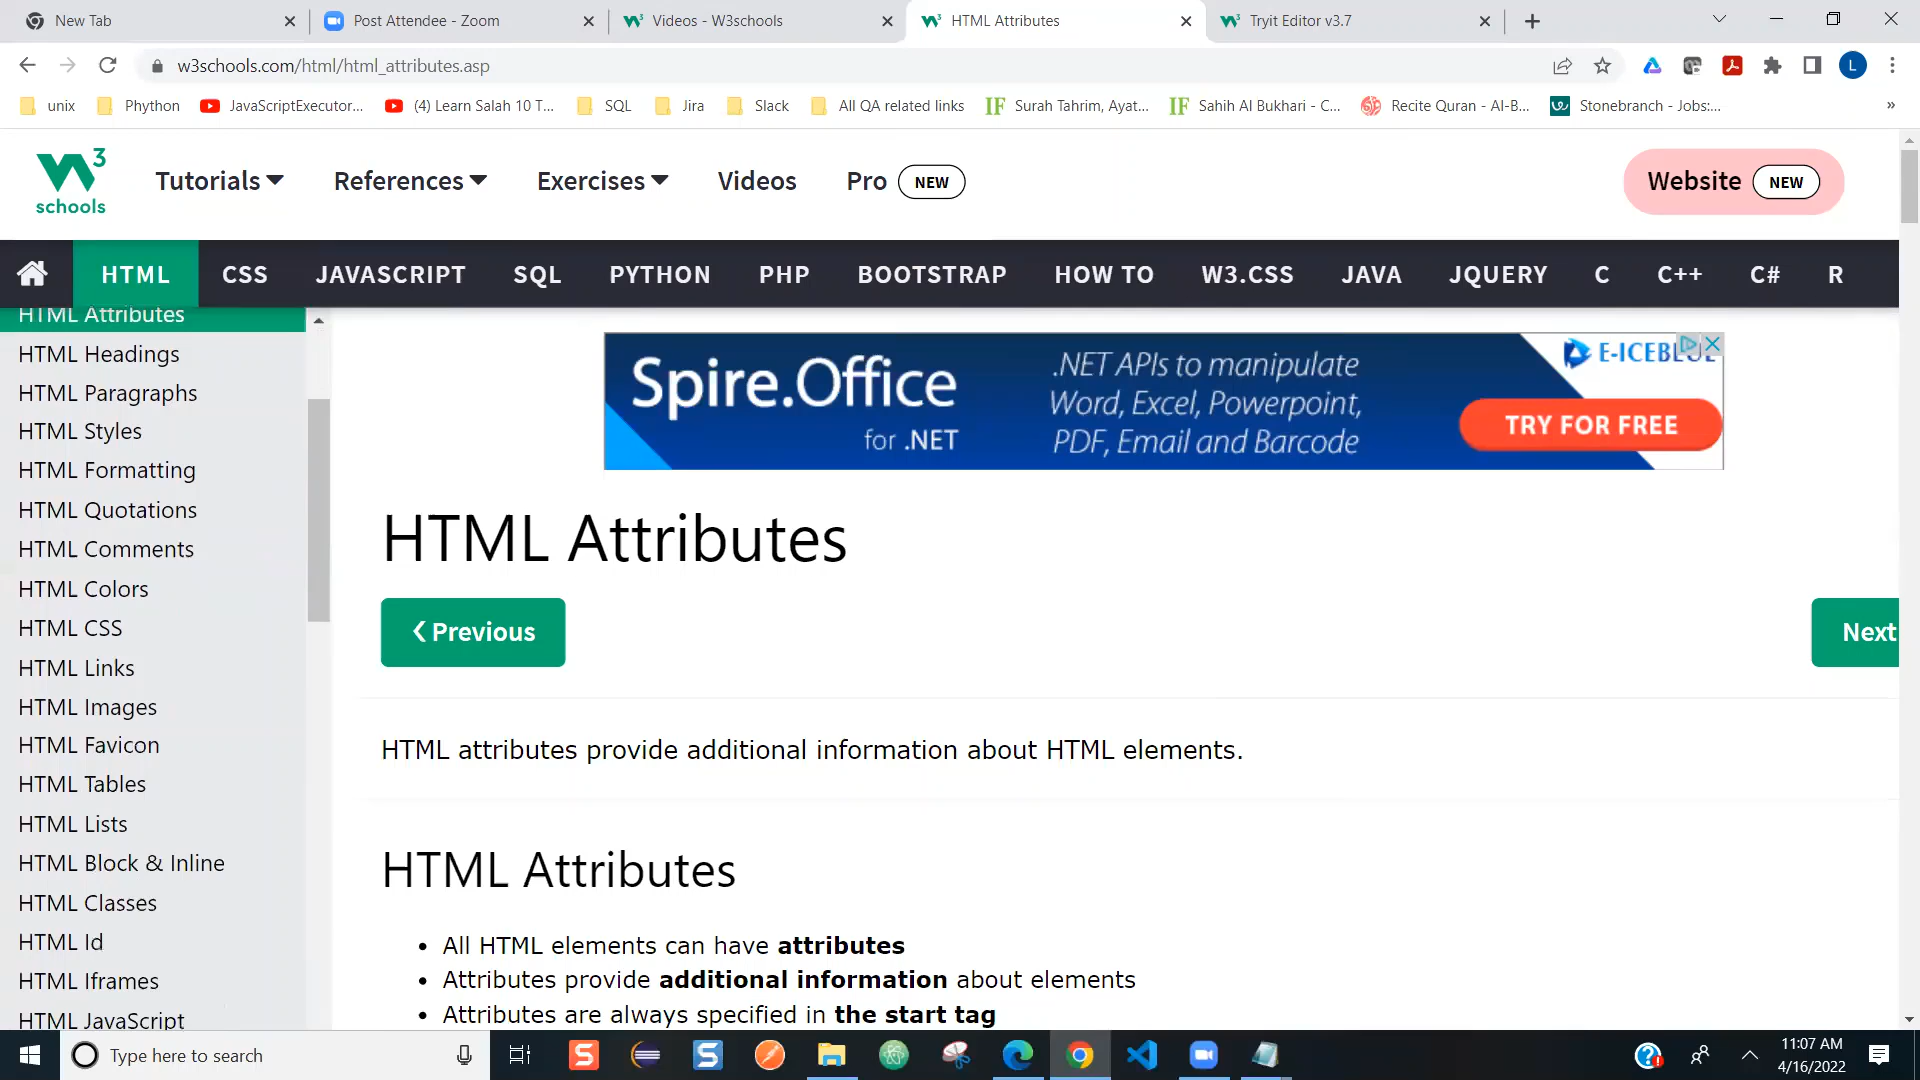 New Tab
Post Attendee - Zoom
Videos - W3schools
HTML Attributes
Tryit Editor v3.7
w3schools.com/html/html_attributes.asp
L
unix
Phython
JavaScriptExecutor...
(4) Learn Salah 10 T...
SQL
Jira
Slack
All QA related links
IF Surah Tahrim, Ayat...
IF Sahih Al Bukhari - C...
Recite Quran - Al-B...
Stonebranch - Jobs:...
»
W3 schools
Tutorials
References
Exercises
Videos
Pro NEW
Website NEW
HTML
CSS
JAVASCRIPT
SQL
PYTHON
PHP
BOOTSTRAP
HOW TO
W3.CSS
JAVA
JQUERY
C
C++
C#
R
HTML Attributes
HTML Headings
HTML Paragraphs
HTML Styles
HTML Formatting
HTML Quotations
HTML Comments
HTML Colors
HTML CSS
HTML Links
HTML Images
HTML Favicon
HTML Tables
HTML Lists
HTML Block & Inline
HTML Classes
HTML Id
HTML Iframes
HTML JavaScript
Spire.Office
for .NET
.NET APIs to manipulate
Word, Excel, Powerpoint,
PDF, Email and Barcode
E-ICEBLUE
TRY FOR FREE
HTML Attributes
❮ Previous
Next
HTML attributes provide additional information about HTML elements.
HTML Attributes
• All HTML elements can have attributes
• Attributes provide additional information about elements
• Attributes are always specified in the start tag
Type here to search
11:07 AM
4/16/2022